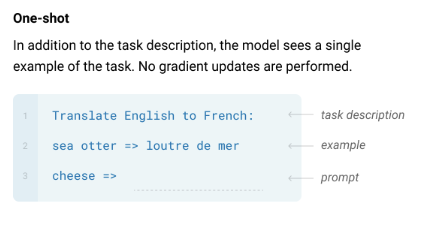 One-shot
In addition to the task description, the model sees a single
example of the task. No gradient updates are performed.
1 Translate English to French: task description
2 sea otter => loutre de mer example
3 cheese => prompt